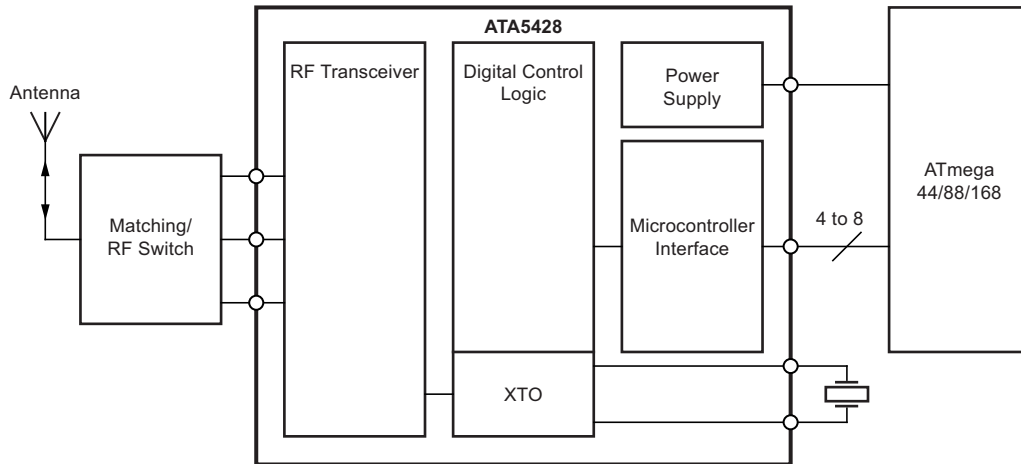 ATA5428
RF Transceiver
Digital Control
Logic
Power
Supply
Antenna
Matching/
RF Switch
Microcontroller
Interface
4 to 8
ATmega
44/88/168
XTO